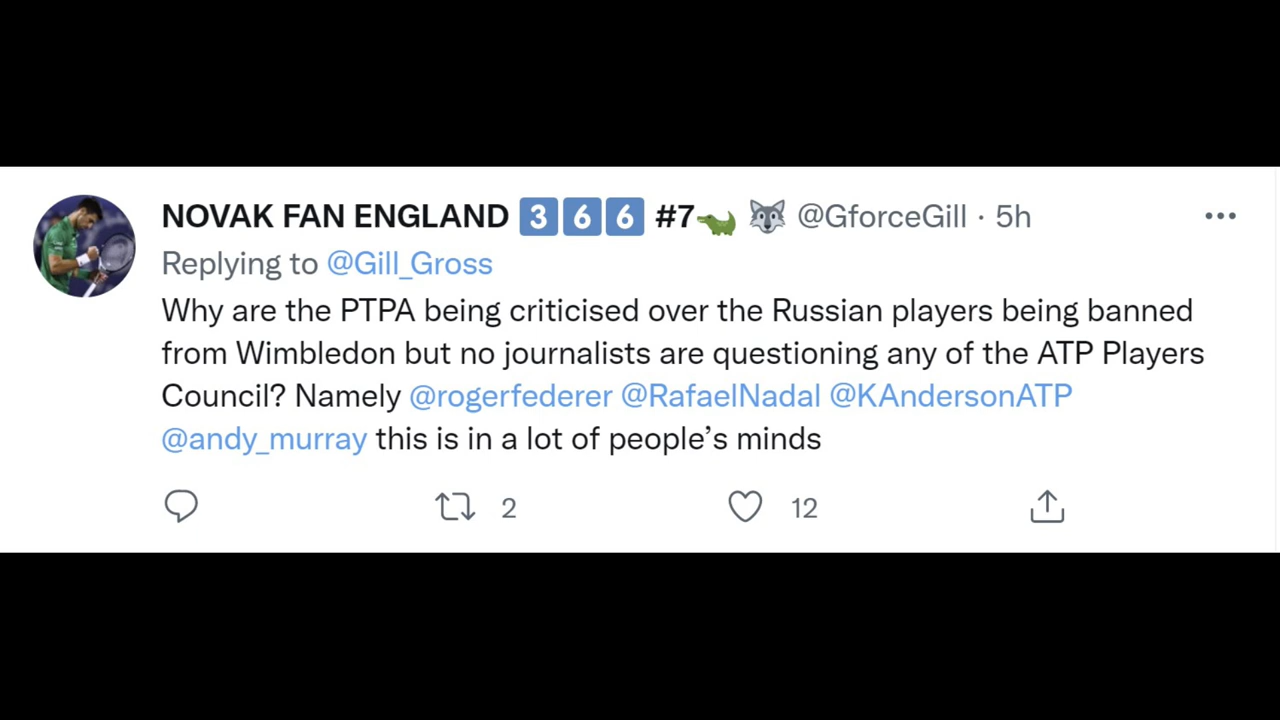 NOVAK FAN ENGLAND 3️⃣6️⃣6️⃣ #7🐊 🐺 @GforceGill · 5h
Replying to @Gill_Gross
Why are the PTPA being criticised over the Russian players being banned
from Wimbledon but no journalists are questioning any of the ATP Players
Council? Namely @rogerfederer @RafaelNadal @KAndersonATP
@andy_murray this is in a lot of people’s minds
2 12